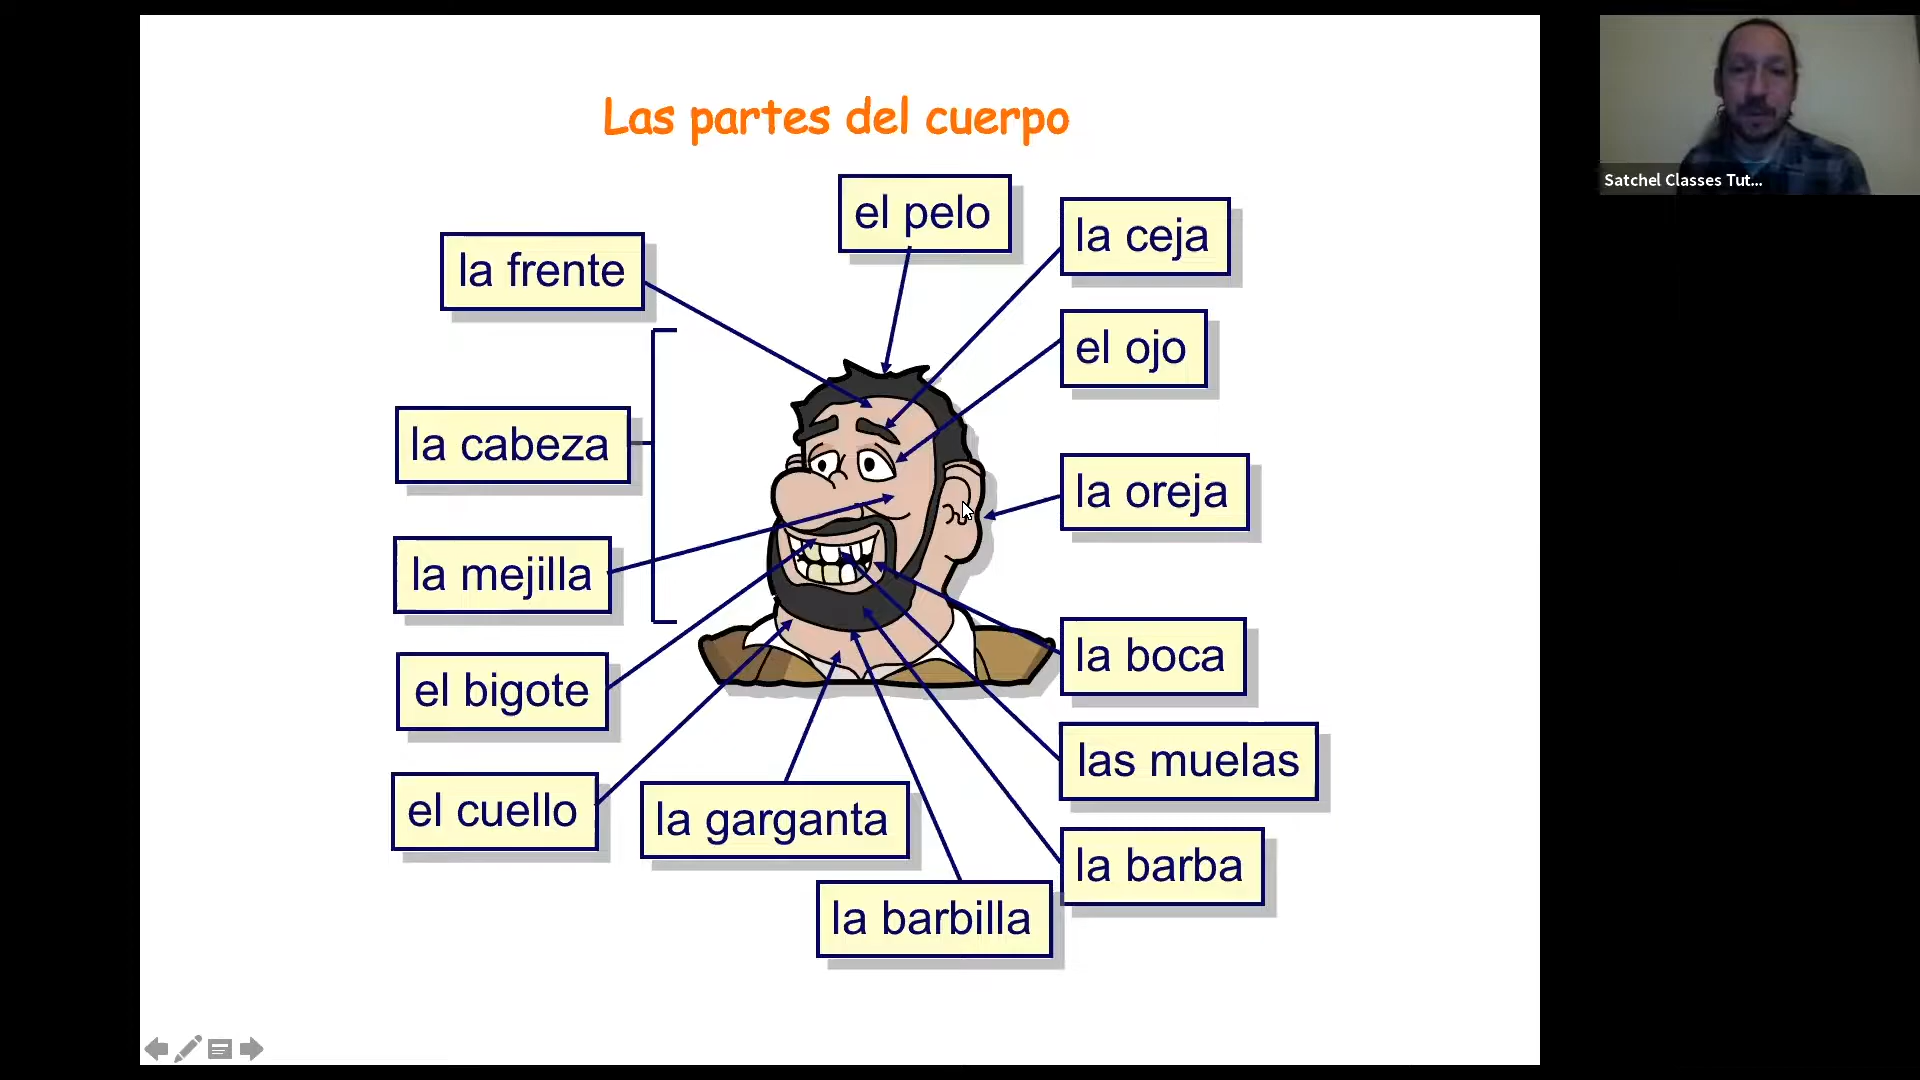 Las partes del cuerpo
el pelo
la ceja
la frente
el ojo
la cabeza
la oreja
la mejilla
la boca
el bigote
las muelas
el cuello
la garganta
la barba
la barbilla
Satchel Classes Tut...